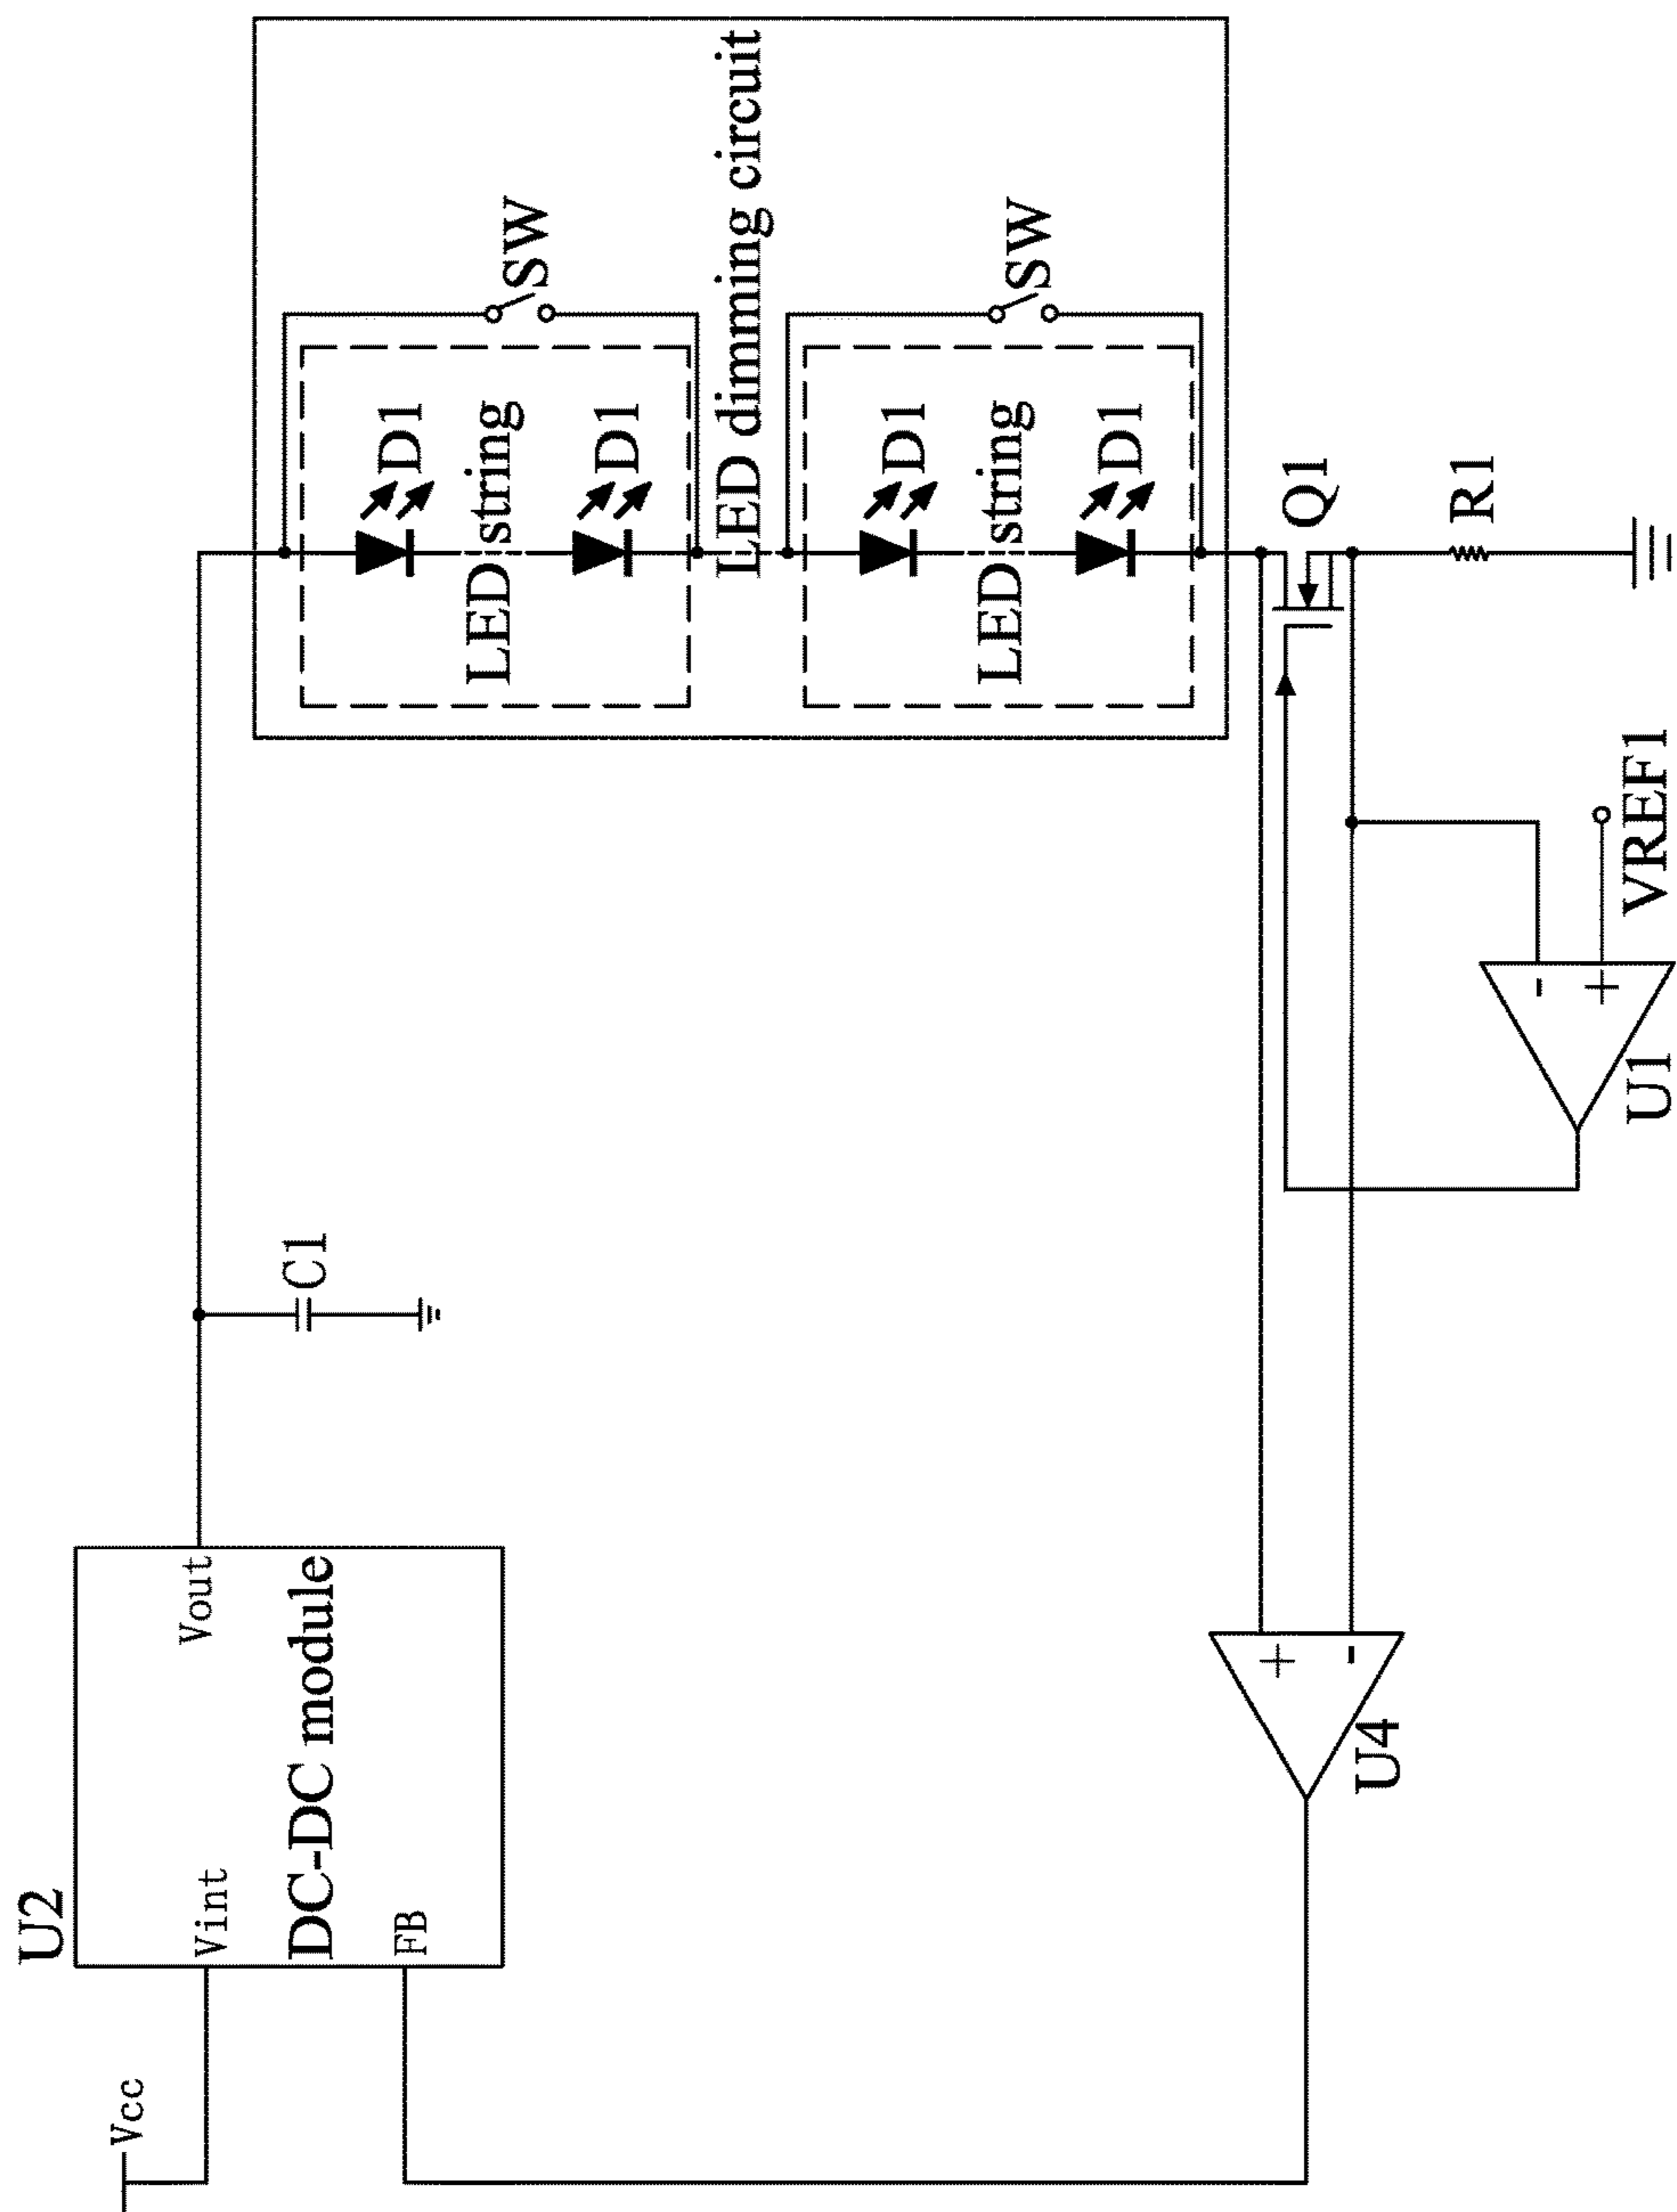 U2
Vcc
Vint
Vout
DC-DC module
FB
C1
D1
LED string
D1
SW
LED dimming circuit
D1
LED string
D1
SW
Q1
R1
+
-
U4
-
+
VREF1
U1